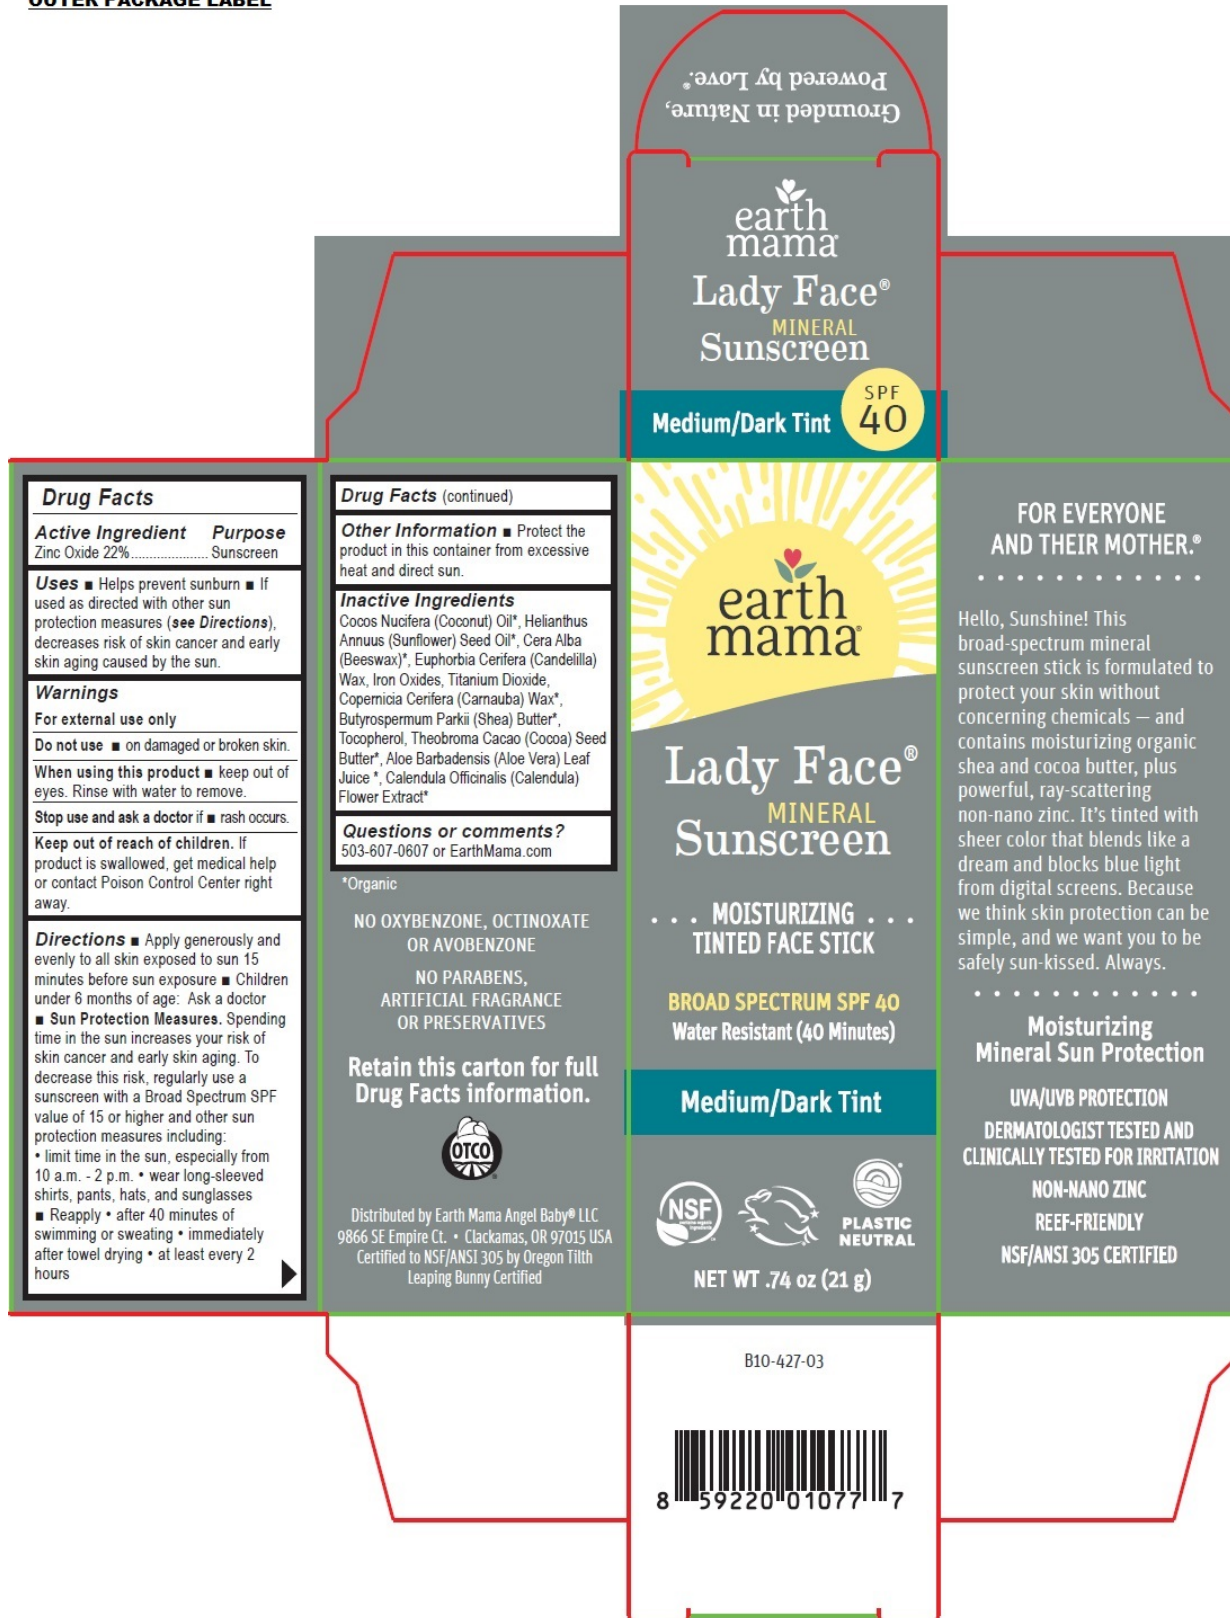 OUTER PACKAGE LABEL
Grounded in Nature,
Powered by Love.®
earth
mama®
Lady Face®
MINERAL
Sunscreen
Medium/Dark Tint
SPF
40
Drug Facts
Active Ingredient Purpose
Zinc Oxide 22%..................... Sunscreen
Uses ■ Helps prevent sunburn ■ If
used as directed with other sun
protection measures (see Directions),
decreases risk of skin cancer and early
skin aging caused by the sun.
Warnings
For external use only
Do not use ■ on damaged or broken skin.
When using this product ■ keep out of
eyes. Rinse with water to remove.
Stop use and ask a doctor if ■ rash occurs.
Keep out of reach of children. If
product is swallowed, get medical help
or contact Poison Control Center right
away.
Directions ■ Apply generously and
evenly to all skin exposed to sun 15
minutes before sun exposure ■ Children
under 6 months of age: Ask a doctor
■ Sun Protection Measures. Spending
time in the sun increases your risk of
skin cancer and early skin aging. To
decrease this risk, regularly use a
sunscreen with a Broad Spectrum SPF
value of 15 or higher and other sun
protection measures including:
• limit time in the sun, especially from
10 a.m. - 2 p.m. • wear long-sleeved
shirts, pants, hats, and sunglasses
■ Reapply • after 40 minutes of
swimming or sweating • immediately
after towel drying • at least every 2
hours
Drug Facts (continued)
Other Information ■ Protect the
product in this container from excessive
heat and direct sun.
Inactive Ingredients
Cocos Nucifera (Coconut) Oil*, Helianthus
Annuus (Sunflower) Seed Oil*, Cera Alba
(Beeswax)*, Euphorbia Cerifera (Candelilla)
Wax, Iron Oxides, Titanium Dioxide,
Copernicia Cerifera (Carnauba) Wax*,
Butyrospermum Parkii (Shea) Butter*,
Tocopherol, Theobroma Cacao (Cocoa) Seed
Butter*, Aloe Barbadensis (Aloe Vera) Leaf
Juice *, Calendula Officinalis (Calendula)
Flower Extract*
Questions or comments?
503-607-0607 or EarthMama.com
*Organic
NO OXYBENZONE, OCTINOXATE
OR AVOBENZONE
NO PARABENS,
ARTIFICIAL FRAGRANCE
OR PRESERVATIVES
Retain this carton for full
Drug Facts information.
OTCO
Distributed by Earth Mama Angel Baby® LLC
9866 SE Empire Ct. • Clackamas, OR 97015 USA
Certified to NSF/ANSI 305 by Oregon Tilth
Leaping Bunny Certified
earth
mama®
Lady Face®
MINERAL
Sunscreen
. . . MOISTURIZING . . .
TINTED FACE STICK
BROAD SPECTRUM SPF 40
Water Resistant (40 Minutes)
Medium/Dark Tint
NSF
PLASTIC
NEUTRAL
NET WT .74 oz (21 g)
FOR EVERYONE
AND THEIR MOTHER.®
Hello, Sunshine! This
broad-spectrum mineral
sunscreen stick is formulated to
protect your skin without
concerning chemicals — and
contains moisturizing organic
shea and cocoa butter, plus
powerful, ray-scattering
non-nano zinc. It's tinted with
sheer color that blends like a
dream and blocks blue light
from digital screens. Because
we think skin protection can be
simple, and we want you to be
safely sun-kissed. Always.
Moisturizing
Mineral Sun Protection
UVA/UVB PROTECTION
DERMATOLOGIST TESTED AND
CLINICALLY TESTED FOR IRRITATION
NON-NANO ZINC
REEF-FRIENDLY
NSF/ANSI 305 CERTIFIED
B10-427-03
8 59220 01077 7